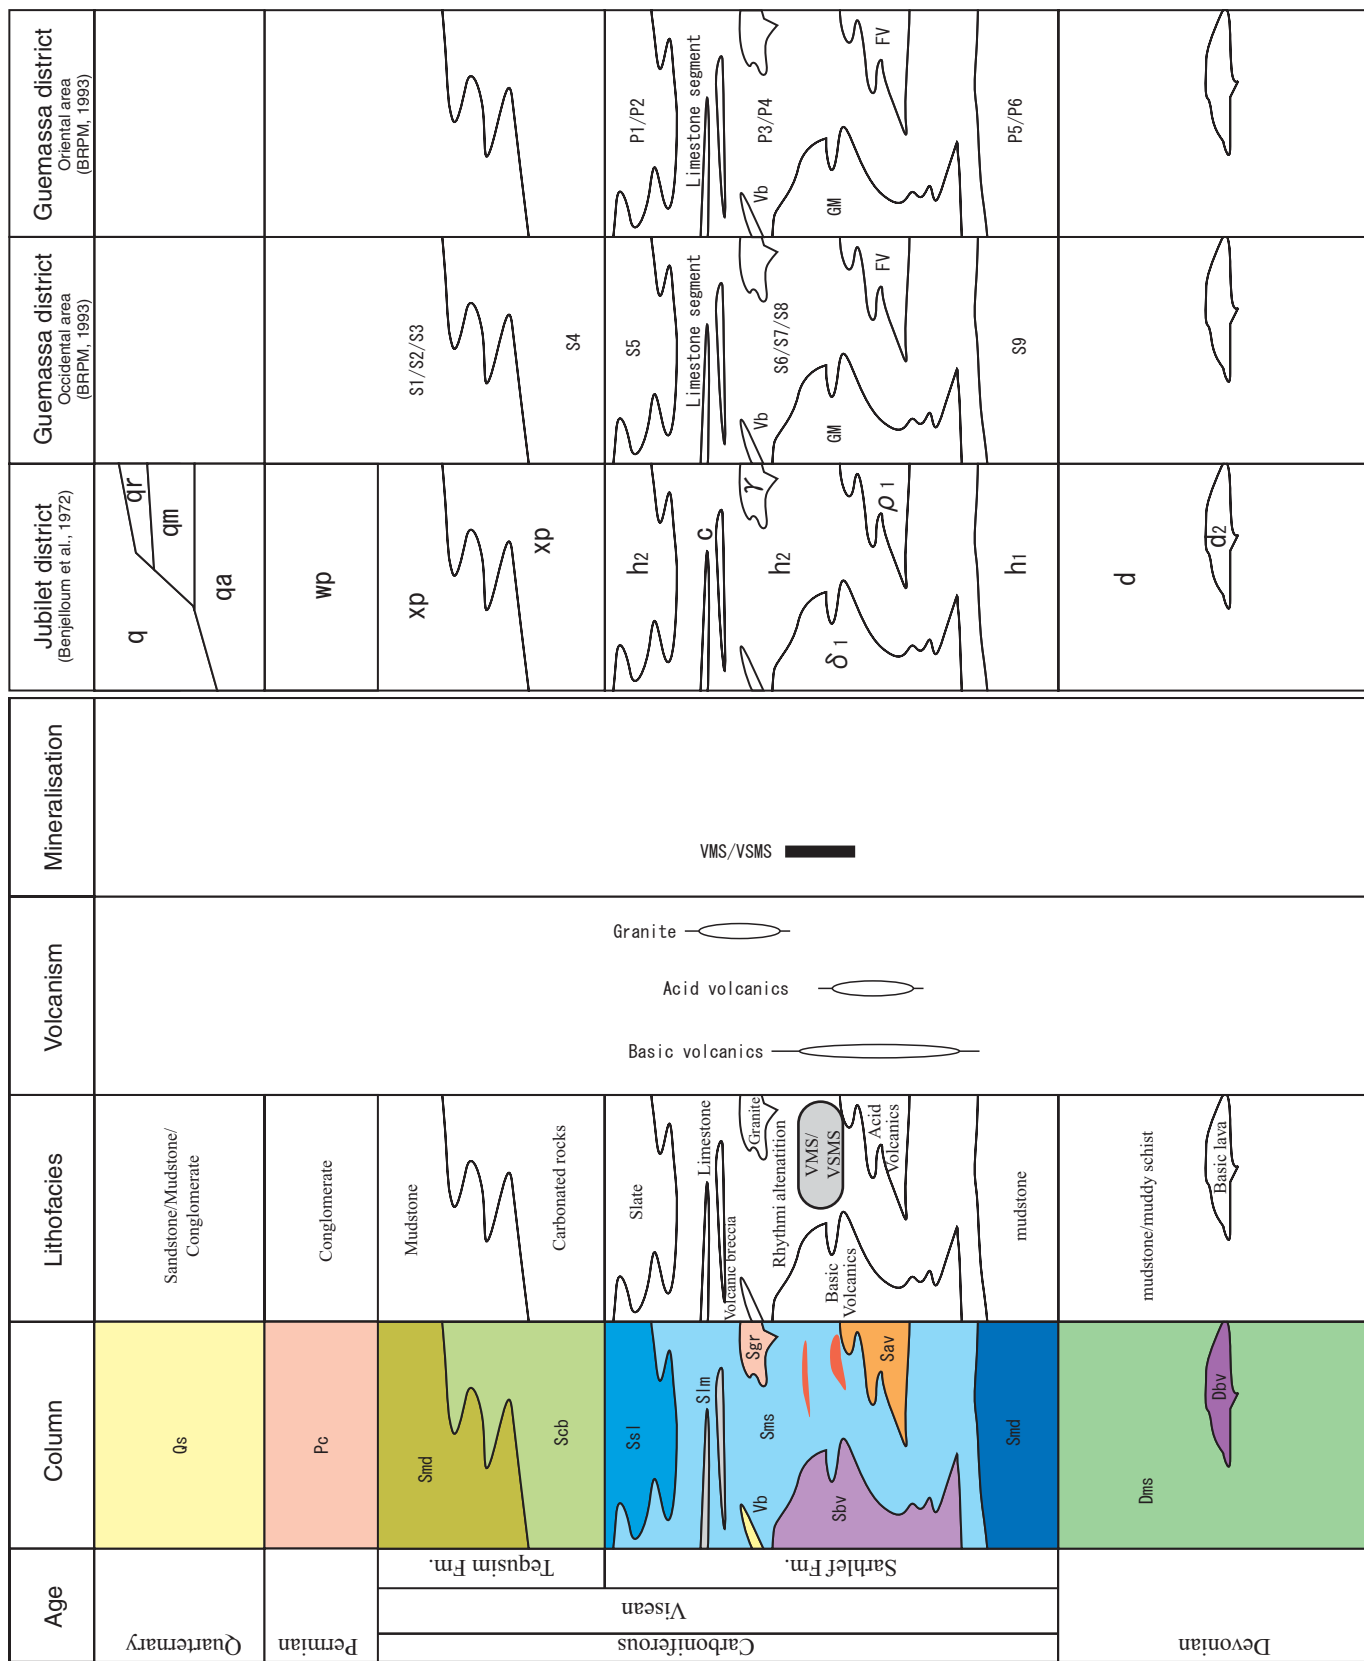 Age
Column
Lithofacies
Volcanism
Mineralisation
Jubilet district
(Benjelloum et al., 1972)
Guemassa district
Occidental area
(BRPM, 1993)
Guemassa district
Oriental area
(BRPM, 1993)
Quarternary
Qs
Sandstone/Mudstone/
Conglomerate
q
qr
qm
qa
Permian
Pc
Conglomerate
wp
Carboniferous
Visean
Tequsim Fm.
Smd
Mudstone
xp
S1/S2/S3
Scb
Carbonated rocks
xp
S4
Sarhlef Fm.
Ssl
Slate
h2
S5
P1/P2
Slm
Limestone
c
Limestone segment
Limestone segment
Vb
Volcanic breccia
Vb
Vb
Sgr
Granite
Granite
γ
Sms
Rhythmi altenatition
h2
S6/S7/S8
P3/P4
VMS/
VSMS
VMS/VSMS
Sbv
Basic
Volcanics
Basic volcanics
δ1
GM
GM
Sav
Acid
Volcanics
Acid volcanics
ρ1
FV
FV
Smd
mudstone
h1
S9
P5/P6
Devonian
Dms
mudstone/muddy schist
d
Dbv
Basic lava
d2